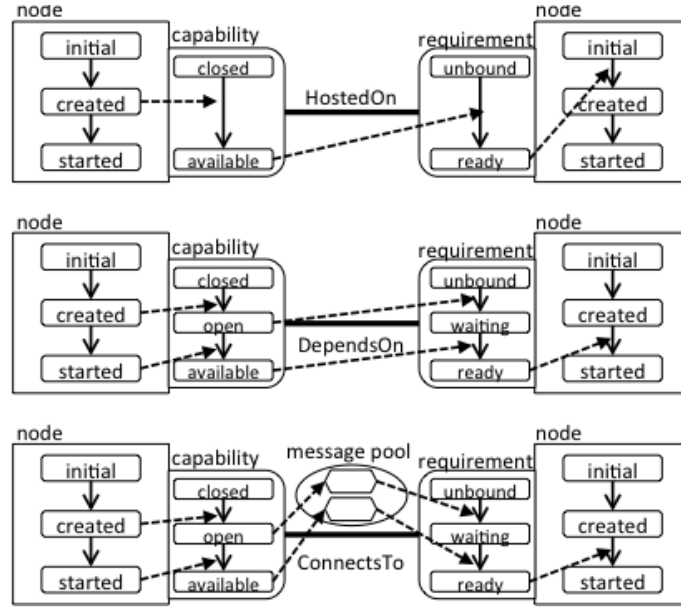 node
node
capability
requirement
initial
closed
unbound
initial
HostedOn
created
created
started
available
ready
started
node
node
capability
requirement
initial
closed
unbound
initial
created
open
waiting
created
DependsOn
started
available
ready
started
node
node
message pool
capability
requirement
initial
closed
unbound
initial
created
open
waiting
created
ConnectsTo
started
available
ready
started